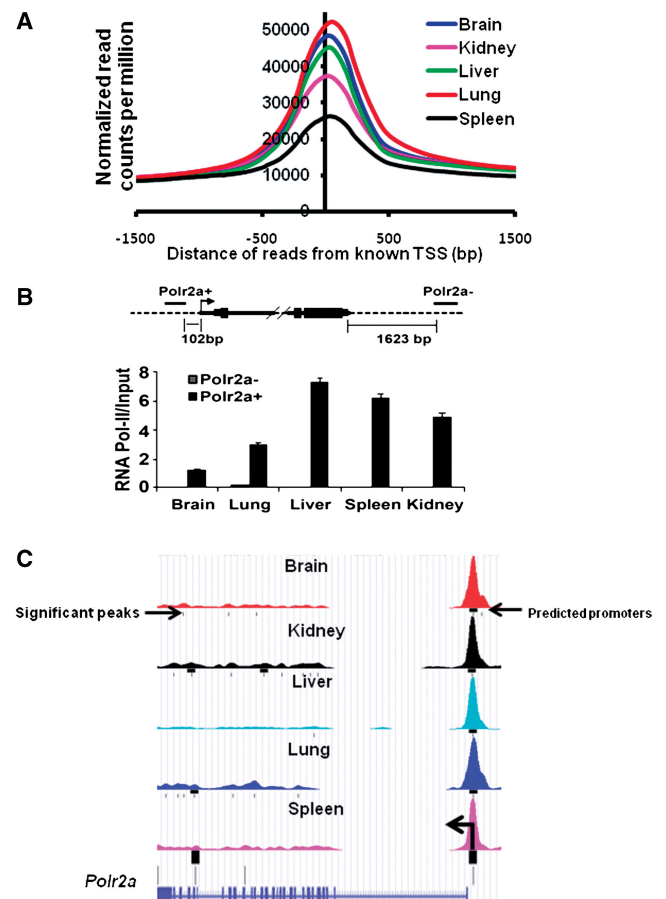 A
Normalized read
counts per million
50000
40000
30000
20000
10000
0
Brain
Kidney
Liver
Lung
Spleen
-1500
-500
500
1500
Distance of reads from known TSS (bp)
B
Polr2a+
Polr2a-
102bp
1623 bp
RNA Pol-II/Input
8
6
4
2
0
Polr2a-
Polr2a+
Brain
Lung
Liver
Spleen
Kidney
C
Brain
Significant peaks
Predicted promoters
Kidney
Liver
Lung
Spleen
Polr2a